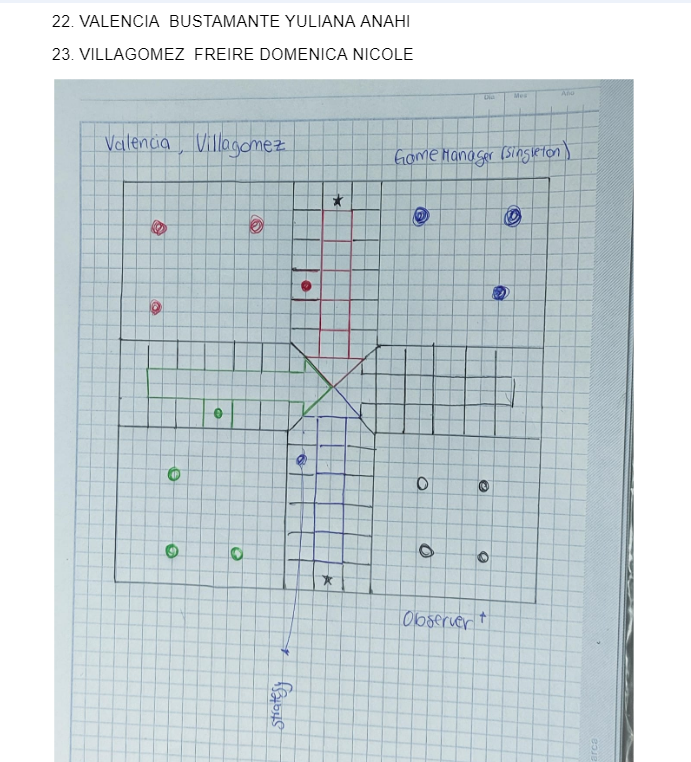 22. VALENCIA BUSTAMANTE YULIANA ANAHI
23. VILLAGOMEZ FREIRE DOMENICA NICOLE
Día Mes Año
Valencia, Villagomez
Game Manager (Singleton)
Observer
Strategy